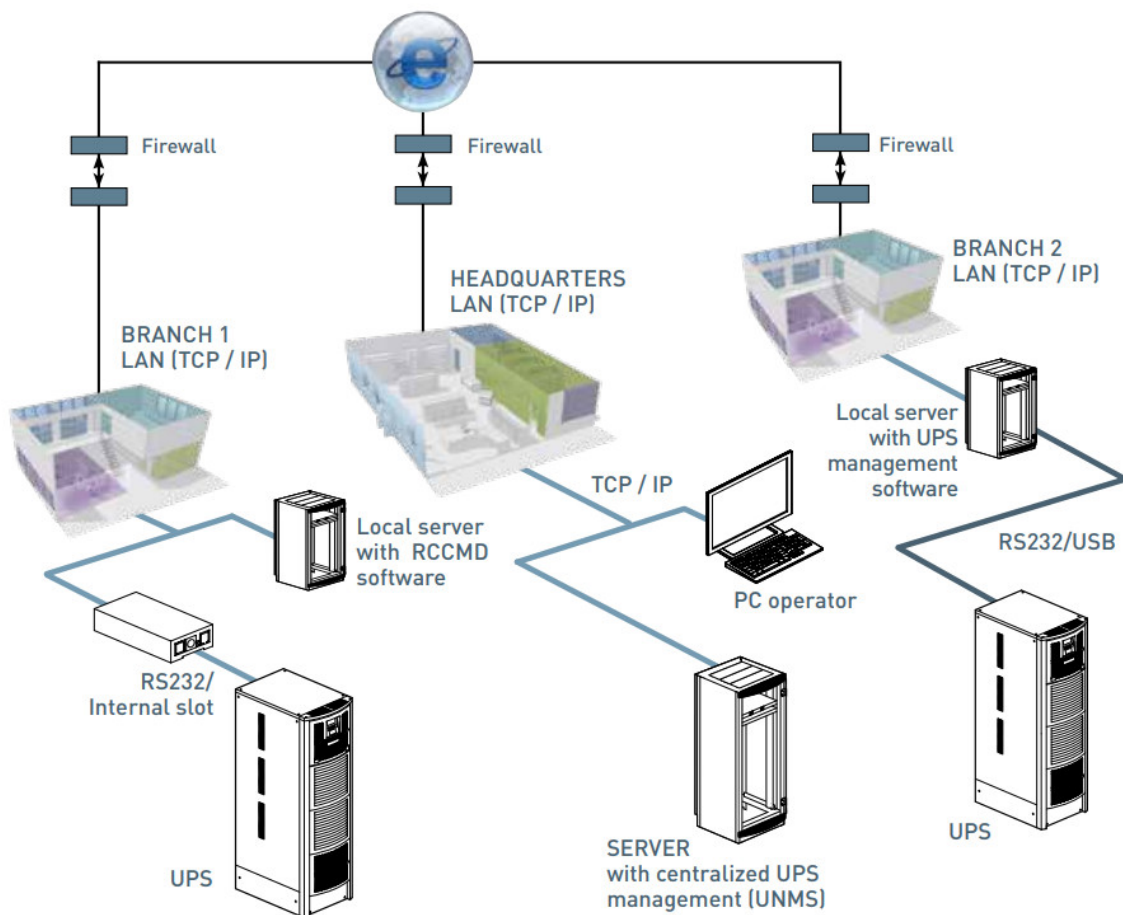 e
Firewall
Firewall
Firewall
BRANCH 2
LAN (TCP / IP)
HEADQUARTERS
LAN (TCP / IP)
BRANCH 1
LAN (TCP / IP)
Local server
with UPS
management
software
TCP / IP
Local server
with RCCMD
software
RS232/USB
PC operator
RS232/
Internal slot
UPS
SERVER
with centralized UPS
management (UNMS)
UPS